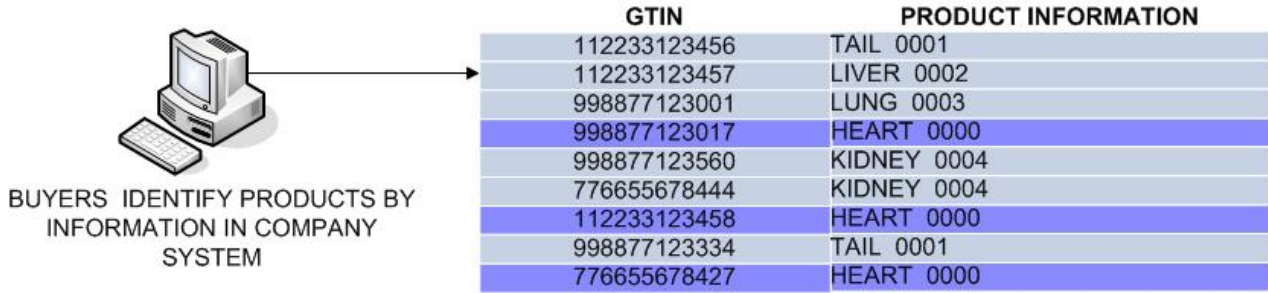 GTIN PRODUCT INFORMATION
112233123456 TAIL 0001
112233123457 LIVER 0002
998877123001 LUNG 0003
998877123017 HEART 0000
998877123560 KIDNEY 0004
776655678444 KIDNEY 0004
112233123458 HEART 0000
998877123334 TAIL 0001
776655678427 HEART 0000
BUYERS IDENTIFY PRODUCTS BY
INFORMATION IN COMPANY
SYSTEM